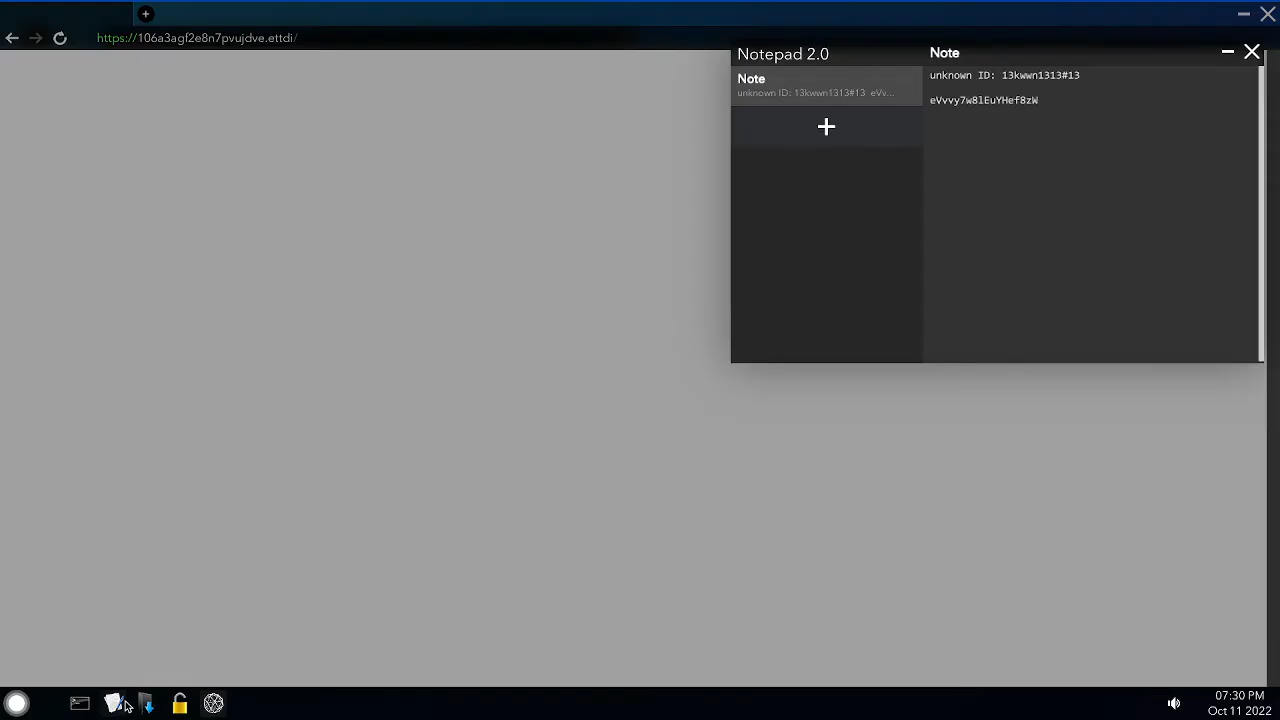 https://106a3agf2e8n7pvujdve.ettdi/
Notepad 2.0
Note
unknown ID: 13kwwn1313#13 eVv...
Note
unknown ID: 13kwwn1313#13
eVvvy7w8lEuYHef8zW
07:30 PM
Oct 11 2022